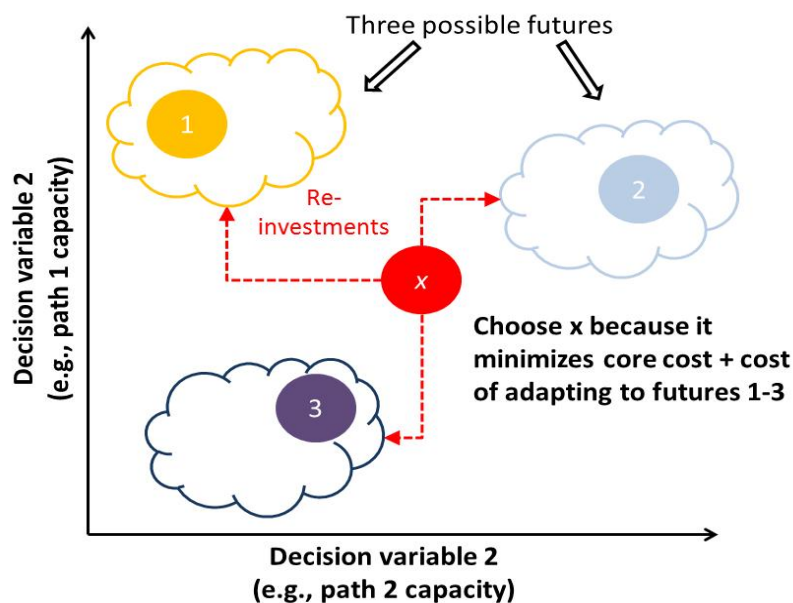 Three possible futures
1
2
Re-
investments
x
Choose x because it
minimizes core cost + cost
of adapting to futures 1-3
3
Decision variable 2
(e.g., path 1 capacity)
Decision variable 2
(e.g., path 2 capacity)